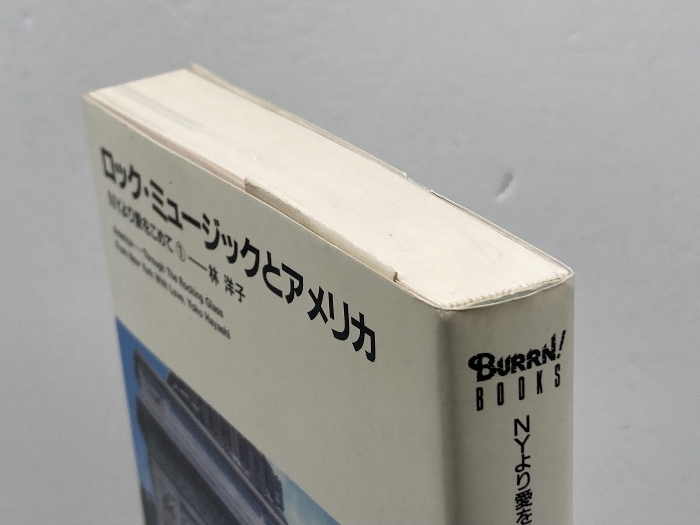 ロック・ミュージックとアメリカ
NYより愛をこめて①——林 洋子
Through The Rocking Glass
From New York With Love, Yoko Hayashi
BURRN!
BOOKS
NYより愛を